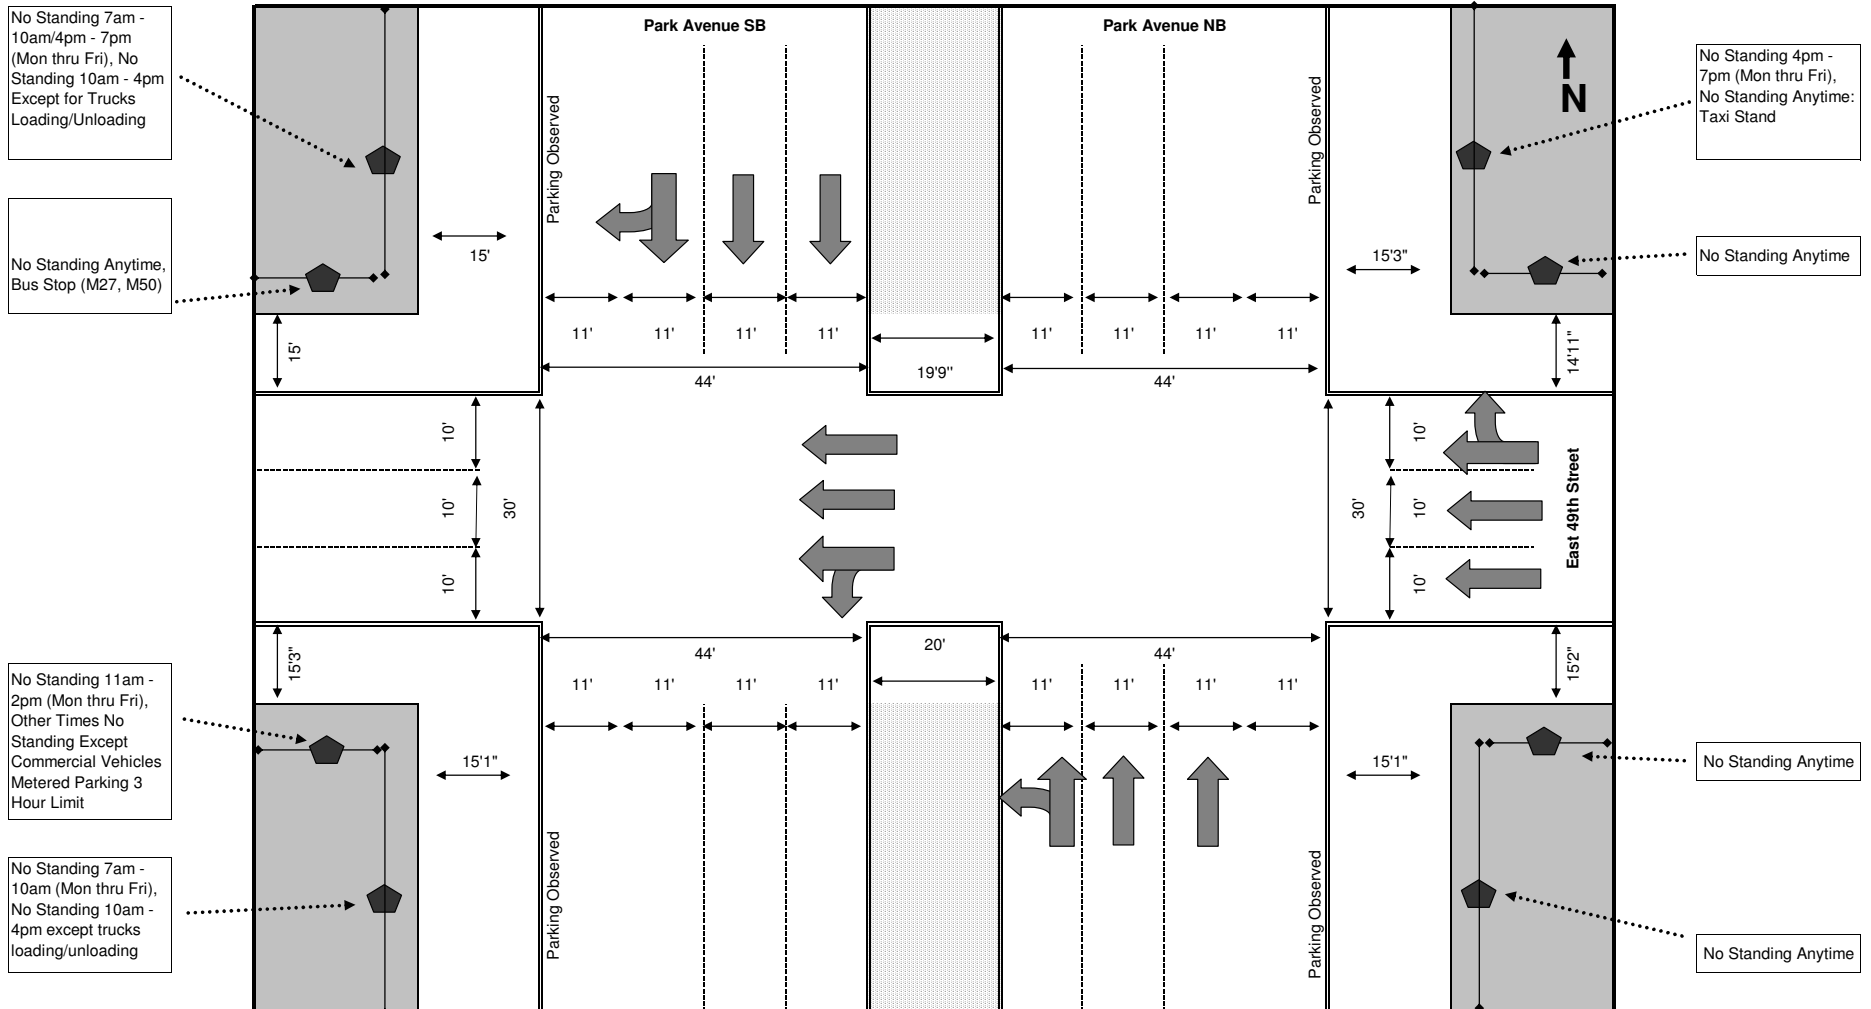 No Standing 7am -
10am/4pm - 7pm
(Mon thru Fri), No
Standing 10am - 4pm
Except for Trucks
Loading/Unloading
No Standing Anytime,
Bus Stop (M27, M50)
No Standing 11am -
2pm (Mon thru Fri),
Other Times No
Standing Except
Commercial Vehicles
Metered Parking 3
Hour Limit
No Standing 7am -
10am (Mon thru Fri),
No Standing 10am -
4pm except trucks
loading/unloading
Park Avenue SB
Park Avenue NB
Parking Observed
Parking Observed
N
15'
15'3"
15'
14'11"
11' 11' 11' 11'
11' 11' 11' 11'
44'
19'9"
44'
10'
10'
10'
30'
30'
10'
10'
10'
East 49th Street
44'
20'
44'
15'3"
15'2"
11' 11' 11' 11'
11' 11' 11' 11'
15'1"
15'1"
Parking Observed
Parking Observed
No Standing 4pm -
7pm (Mon thru Fri),
No Standing Anytime:
Taxi Stand
No Standing Anytime
No Standing Anytime
No Standing Anytime